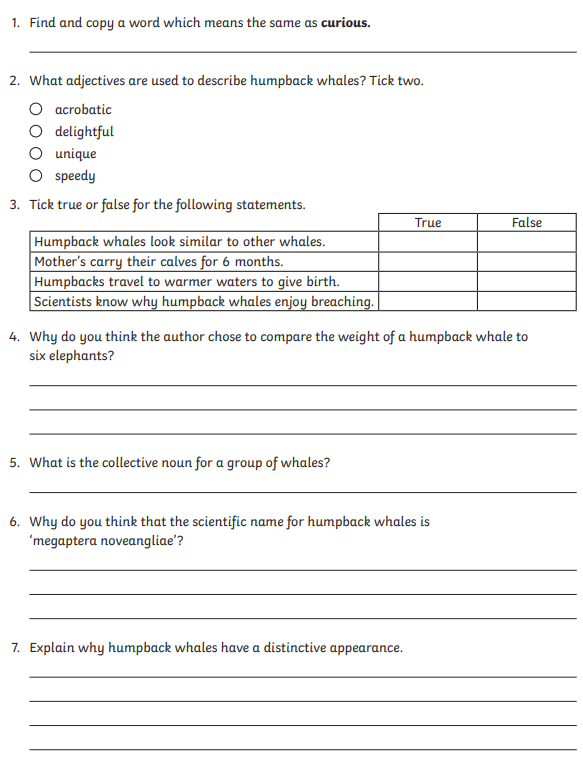 1. Find and copy a word which means the same as curious.
2. What adjectives are used to describe humpback whales? Tick two.
acrobatic
delightful
unique
speedy
3. Tick true or false for the following statements.
True False
Humpback whales look similar to other whales.
Mother's carry their calves for 6 months.
Humpbacks travel to warmer waters to give birth.
Scientists know why humpback whales enjoy breaching.
4. Why do you think the author chose to compare the weight of a humpback whale to
six elephants?
5. What is the collective noun for a group of whales?
6. Why do you think that the scientific name for humpback whales is
'megaptera noveangliae'?
7. Explain why humpback whales have a distinctive appearance.